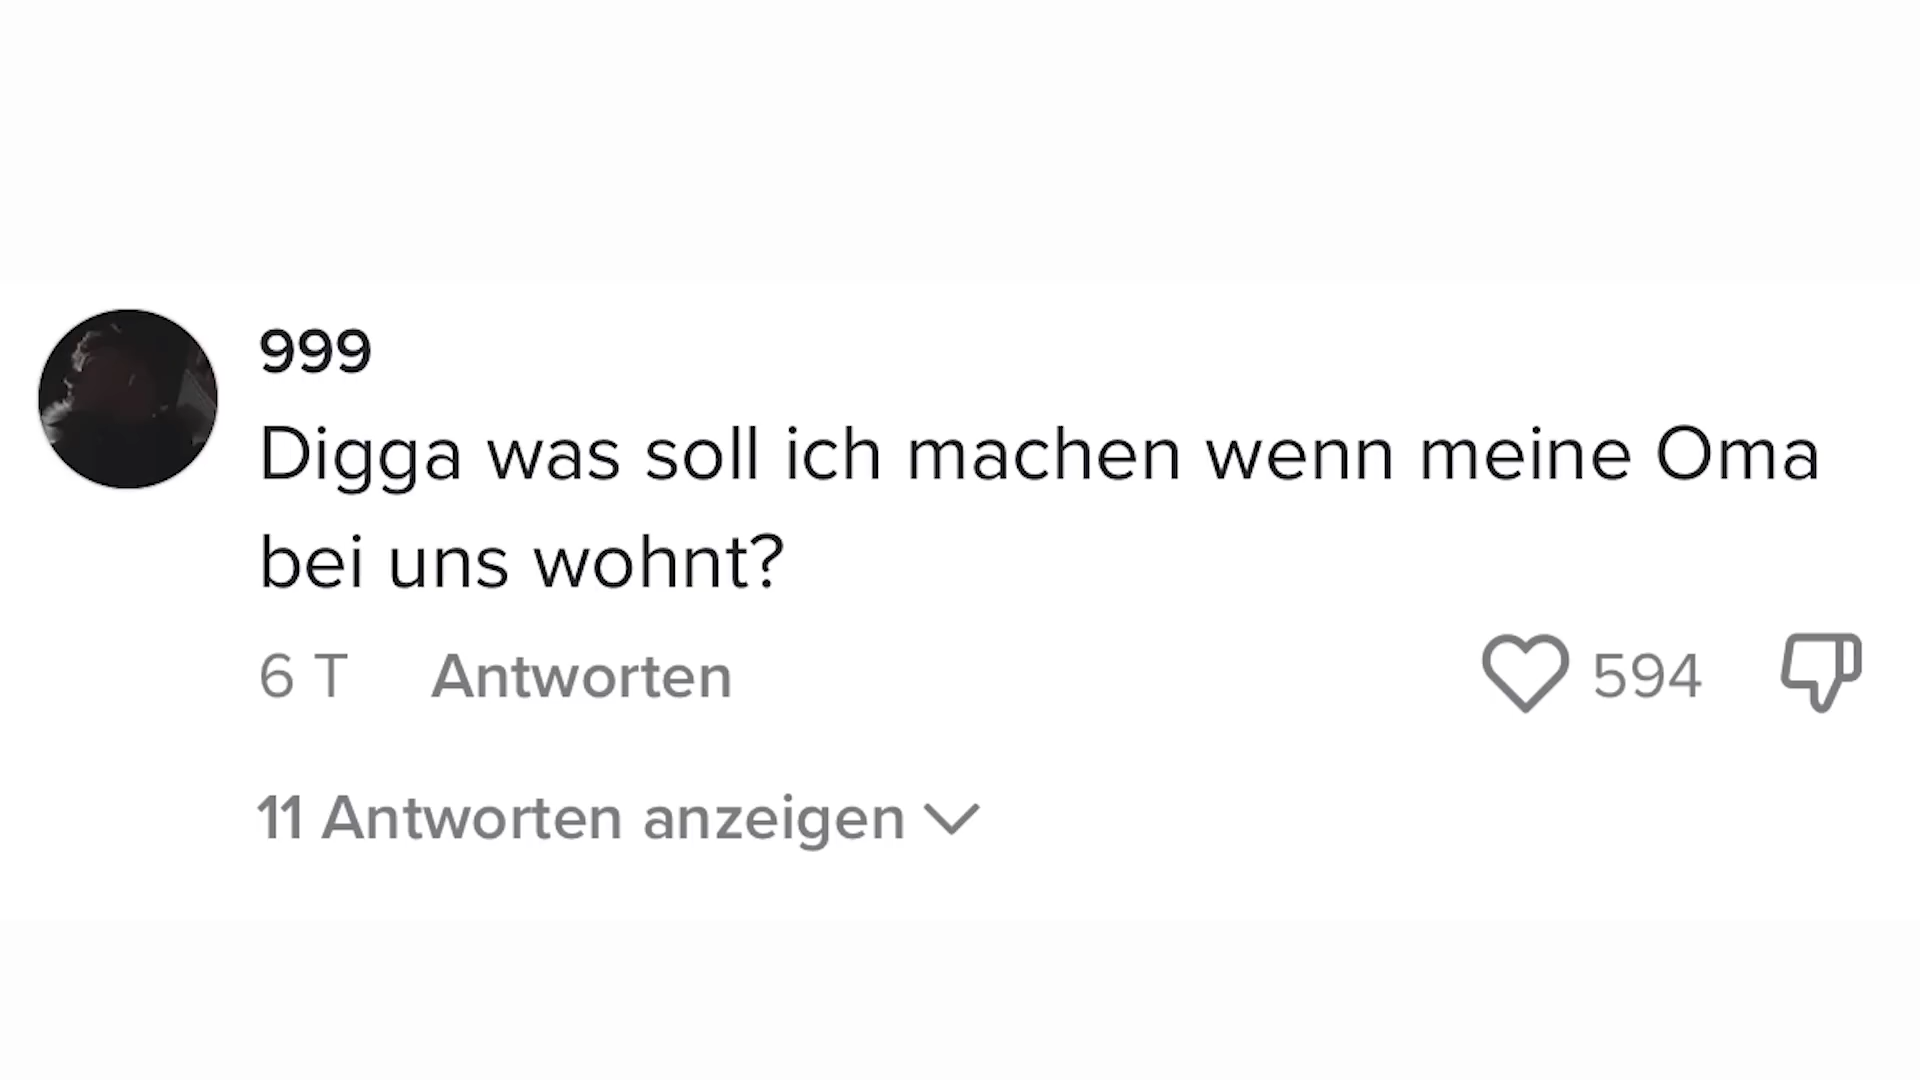 999
Digga was soll ich machen wenn meine Oma
bei uns wohnt?
6 T Antworten 594
11 Antworten anzeigen